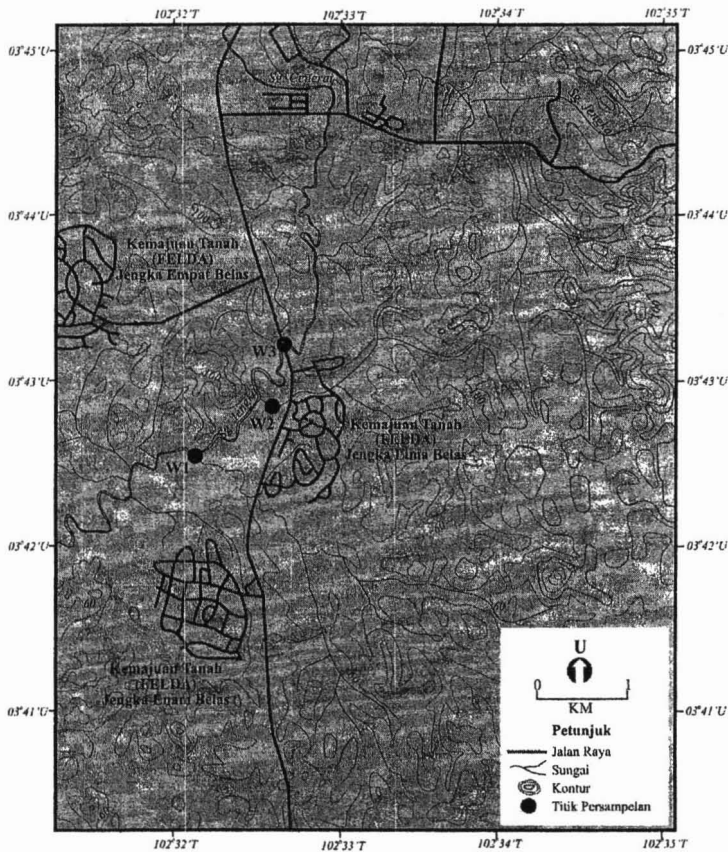 102°32'T
102°33'T
102°34'T
102°35'T
03°45'U
03°45'U
03°44'U
03°44'U
Kemajuan Tanah
(FELDA)
Jengka Empat Belas
W3
03°43'U
03°43'U
W2
Kemajuan Tanah
(FELDA)
Jengka Lima Belas
W1
03°42'U
03°42'U
Kemajuan Tanah
(FELDA)
Jengka Enam Belas
03°41'U
03°41'U
U
0 1
KM
Petunjuk
Jalan Raya
Sungai
Kontur
Titik Persampelan
102°32'T
102°33'T
102°34'T
102°35'T